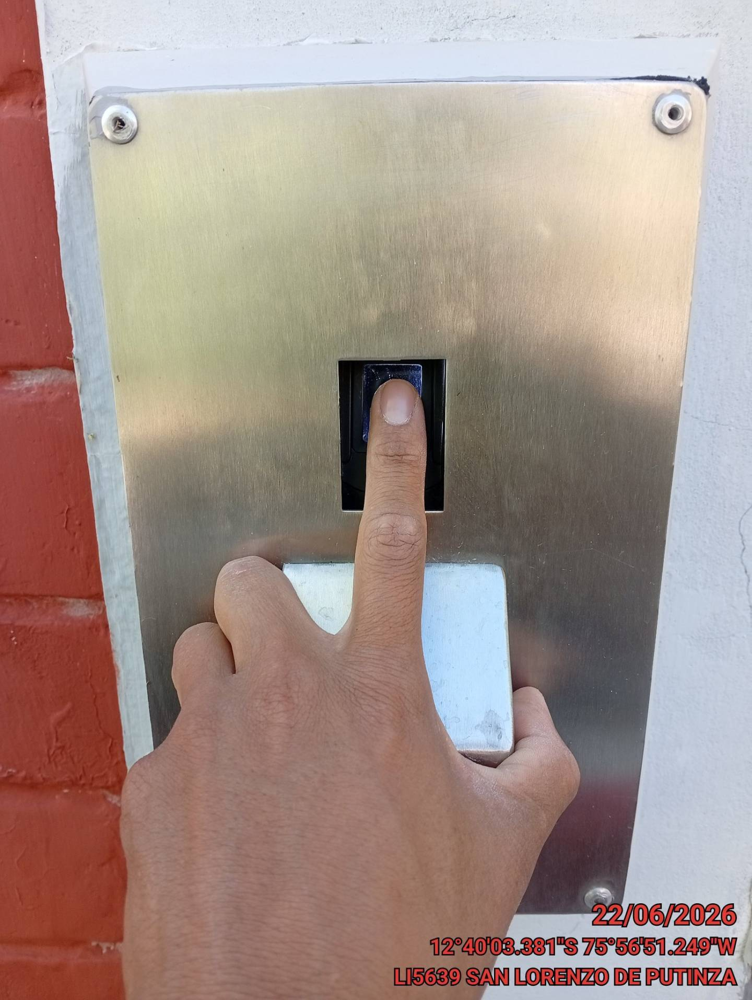 22/06/2026
12°40'03.381"S 75°56'51.249"W
LI5639 SAN LORENZO DE PUTINZA